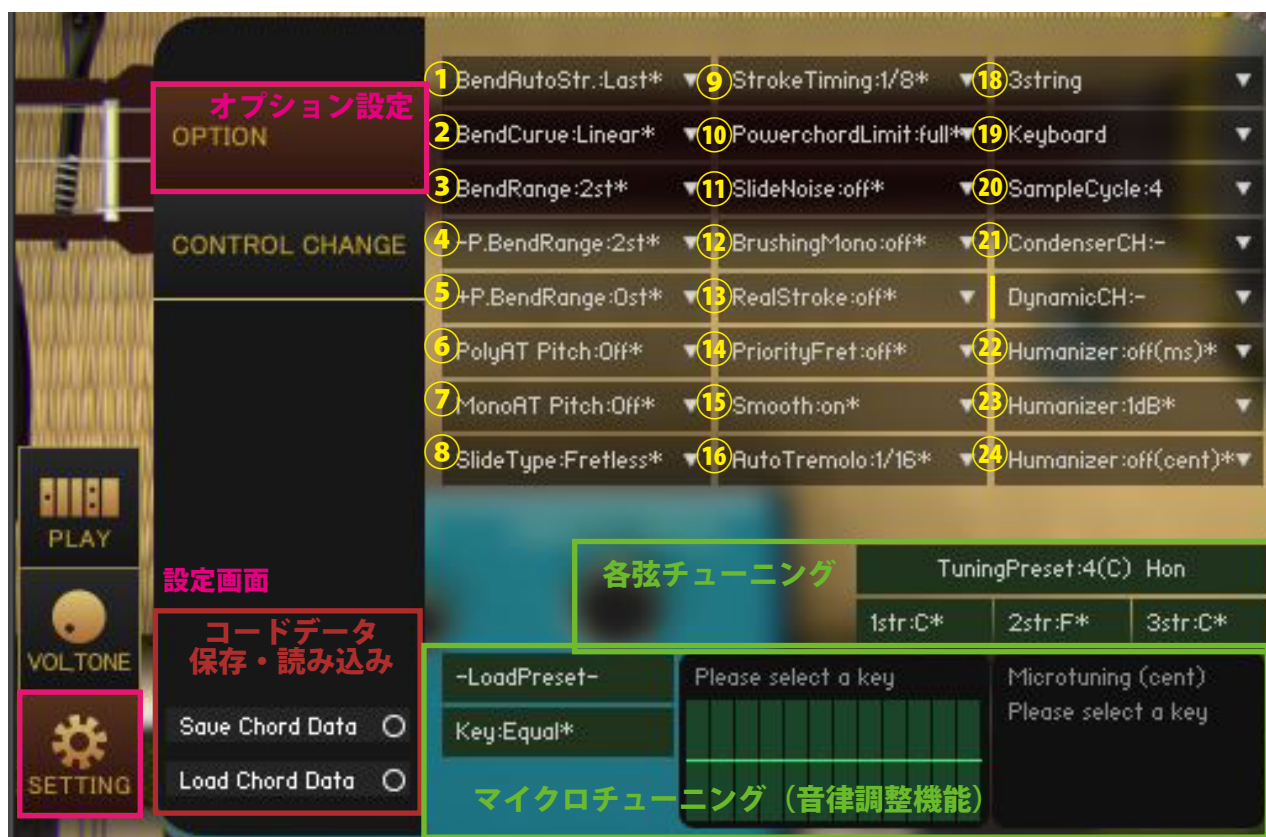 オプション設定
OPTION
CONTROL CHANGE
① BendAutoStr.:Last* ▼
② BendCurve:Linear* ▼
③ BendRange:2st* ▼
④ -P.BendRange:2st* ▼
⑤ +P.BendRange:0st* ▼
⑥ PolyAT Pitch:Off* ▼
⑦ MonoAT Pitch:Off* ▼
⑧ SlideType:Fretless* ▼
⑨ StrokeTiming:1/8* ▼
⑩ PowerchordLimit:full* ▼
⑪ SlideNoise:off* ▼
⑫ BrushingMono:off* ▼
⑬ RealStroke:off* ▼
⑭ PriorityFret:off* ▼
⑮ Smooth:on* ▼
⑯ AutoTremolo:1/16* ▼
⑱ 3string ▼
⑲ Keyboard ▼
⑳ SampleCycle:4 ▼
㉑ CondenserCH:- ▼
DynamicCH:- ▼
㉒ Humanizer:off(ms)* ▼
㉓ Humanizer:1dB* ▼
㉔ Humanizer:off(cent)* ▼
PLAY
VOL TONE
SETTING
設定画面
コードデータ
保存・読み込み
Save Chord Data
Load Chord Data
各弦チューニング
TuningPreset:4(C) Hon
1str:C*
2str:F*
3str:C*
-LoadPreset-
Key:Equal*
Please select a key
Microtuning (cent)
Please select a key
マイクロチューニング（音律調整機能）